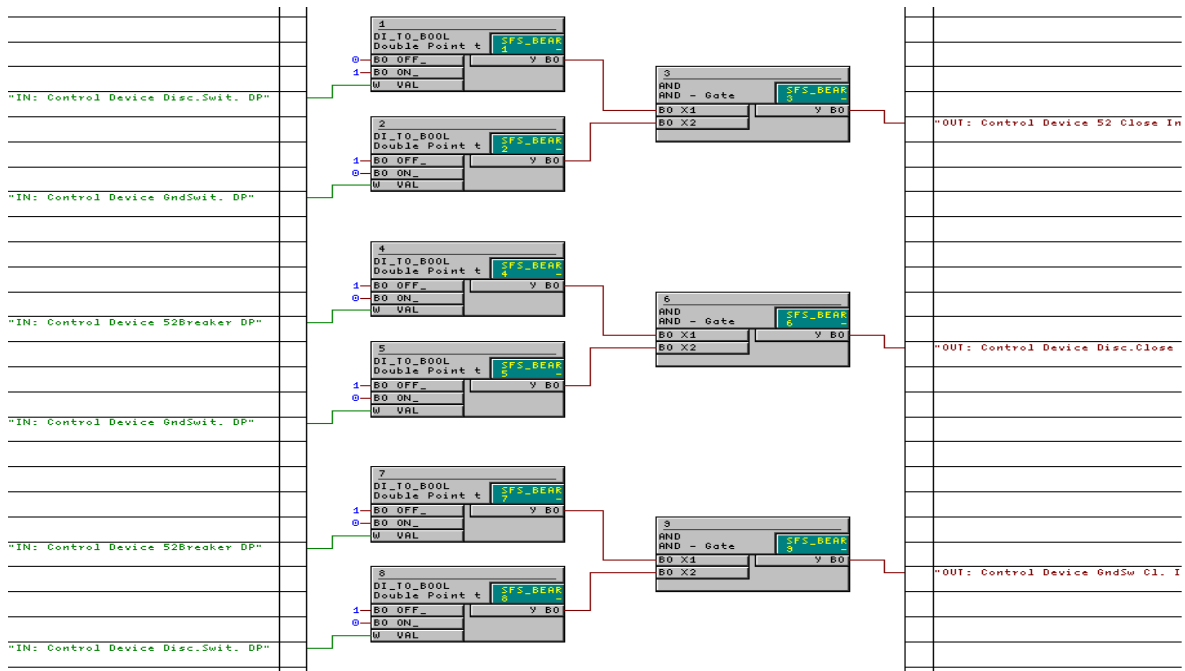 1
DI_TO_BOOL
Double Point t
SFS_BEAR
1 -
0 BO OFF_ Y BO
1 BO ON_
W VAL
"IN: Control Device Disc.Swit. DP"
2
DI_TO_BOOL
Double Point t
SFS_BEAR
2 -
1 BO OFF_ Y BO
0 BO ON_
W VAL
"IN: Control Device GndSwit. DP"
3
AND
AND - Gate
SFS_BEAR
3 -
BO X1 Y BO
BO X2
"OUT: Control Device 52 Close In
4
DI_TO_BOOL
Double Point t
SFS_BEAR
4 -
1 BO OFF_ Y BO
0 BO ON_
W VAL
"IN: Control Device 52Breaker DP"
5
DI_TO_BOOL
Double Point t
SFS_BEAR
5 -
1 BO OFF_ Y BO
0 BO ON_
W VAL
"IN: Control Device GndSwit. DP"
6
AND
AND - Gate
SFS_BEAR
6 -
BO X1 Y BO
BO X2
"OUT: Control Device Disc.Close
7
DI_TO_BOOL
Double Point t
SFS_BEAR
7 -
1 BO OFF_ Y BO
0 BO ON_
W VAL
"IN: Control Device 52Breaker DP"
8
DI_TO_BOOL
Double Point t
SFS_BEAR
8 -
1 BO OFF_ Y BO
0 BO ON_
W VAL
"IN: Control Device Disc.Swit. DP"
9
AND
AND - Gate
SFS_BEAR
9 -
BO X1 Y BO
BO X2
"OUT: Control Device GndSw Cl. I